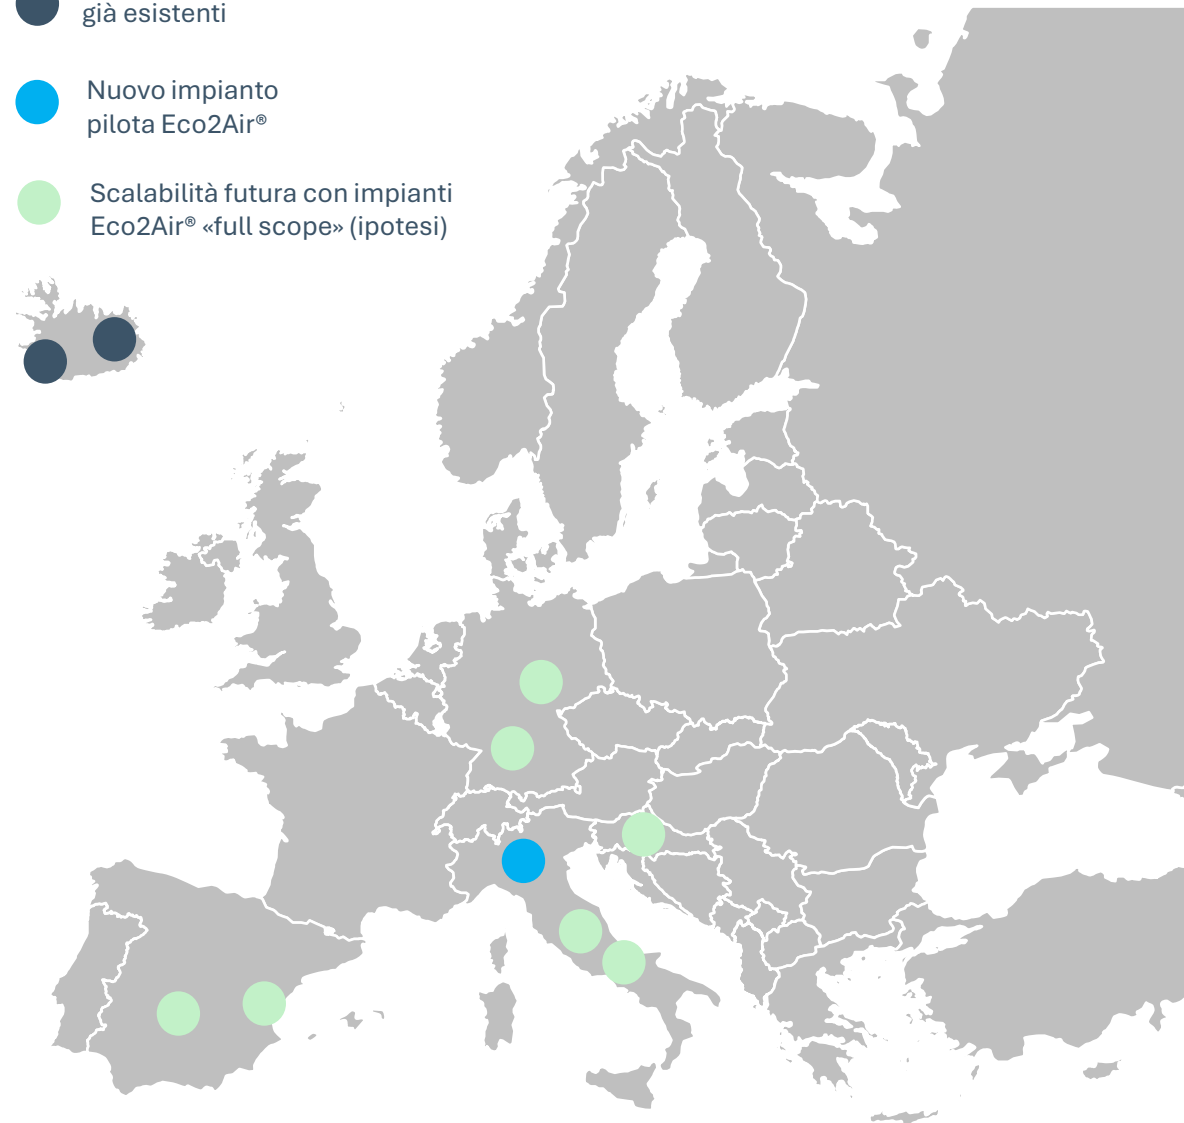 già esistenti
Nuovo impianto
pilota Eco2Air®
Scalabilità futura con impianti
Eco2Air® «full scope» (ipotesi)